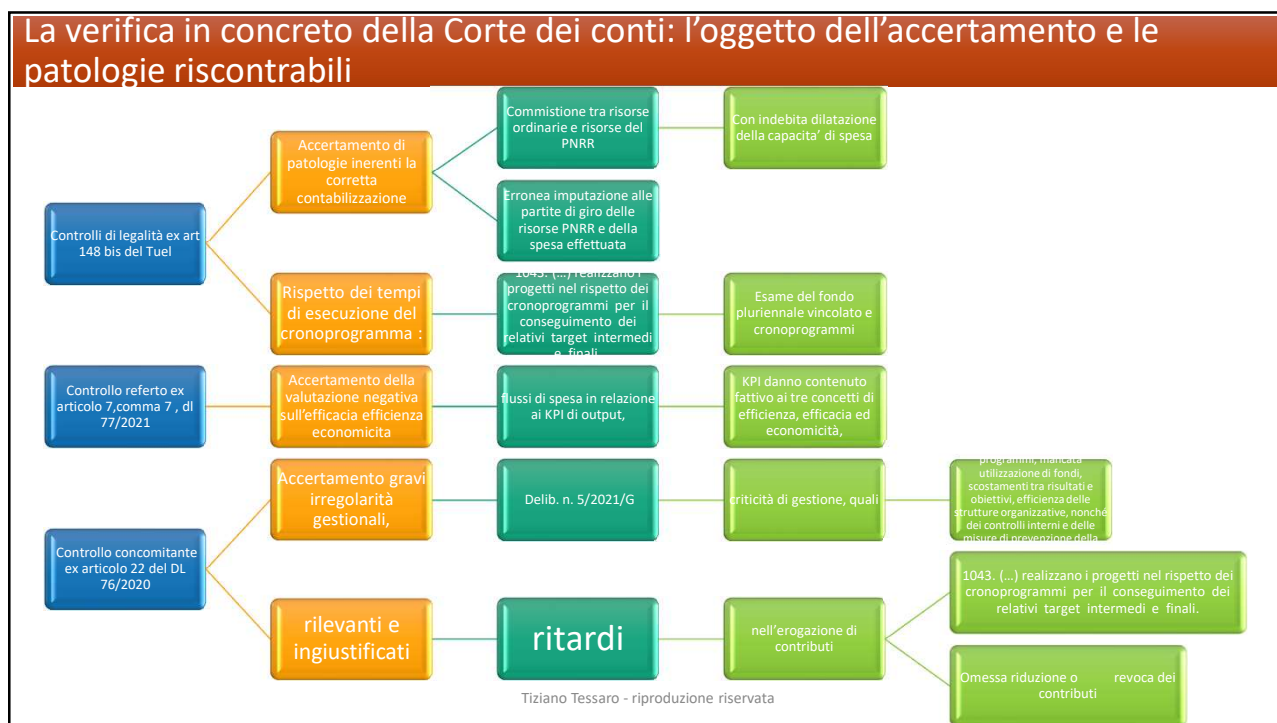 La verifica in concreto della Corte dei conti: l'oggetto dell'accertamento e le
patologie riscontrabili
Controlli di legalità ex art
148 bis del Tuel
Accertamento di
patologie inerenti la
corretta
contabilizzazione
Commistione tra risorse
ordinarie e risorse del
PNRR
Con indebita dilatazione
della capacita' di spesa
Erronea imputazione alle
partite di giro delle
risorse PNRR e della
spesa effettuata
Rispetto dei tempi
di esecuzione del
cronoprogramma :
1043. (...) realizzano i
progetti nel rispetto dei
cronoprogrammi per il
conseguimento dei
relativi target intermedi
e finali
Esame del fondo
pluriennale vincolato e
cronoprogrammi
Controllo referto ex
articolo 7,comma 7 , dl
77/2021
Accertamento della
valutazione negativa
sull'efficacia efficienza
economicita
flussi di spesa in relazione
ai KPI di output,
KPI danno contenuto
fattivo ai tre concetti di
efficienza, efficacia ed
economicità,
Controllo concomitante
ex articolo 22 del DL
76/2020
Accertamento gravi
irregolarità
gestionali,
Delib. n. 5/2021/G
criticità di gestione, quali
programmi, mancata
utilizzazione di fondi,
scostamenti tra risultati e
obiettivi, efficienza delle
strutture organizzative, nonché
dei controlli interni e delle
misure di prevenzione della
rilevanti e
ingiustificati
ritardi
nell'erogazione di
contributi
1043. (...) realizzano i progetti nel rispetto dei
cronoprogrammi per il conseguimento dei
relativi target intermedi e finali.
Omessa riduzione o revoca dei
contributi
Tiziano Tessaro - riproduzione riservata